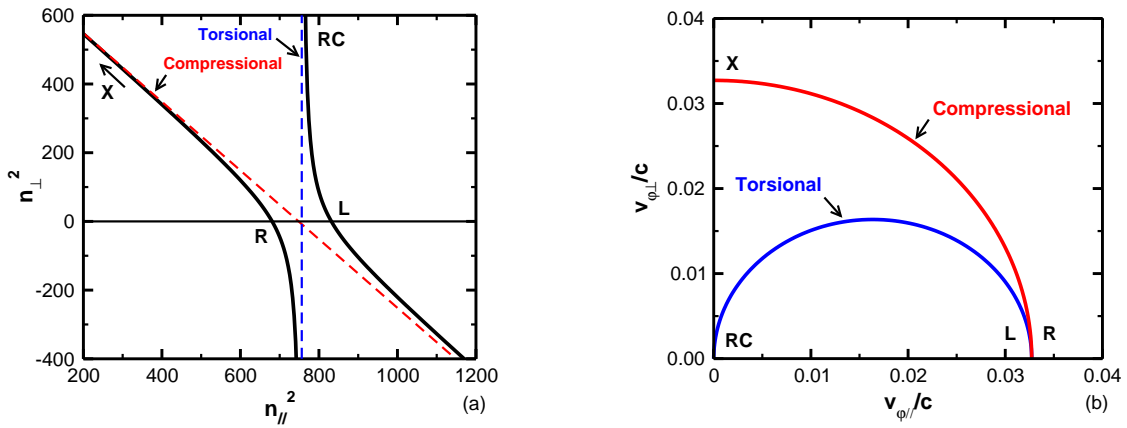 600
400
200
0
-200
-400
n⊥²
Torsional
Compressional
X
RC
L
R
200 400 600 800 1000 1200
n//²
(a)
0.04
0.03
0.02
0.01
0.00
vφ⊥/c
X
Compressional
Torsional
RC
L R
0 0.01 0.02 0.03 0.04
vφ///c
(b)